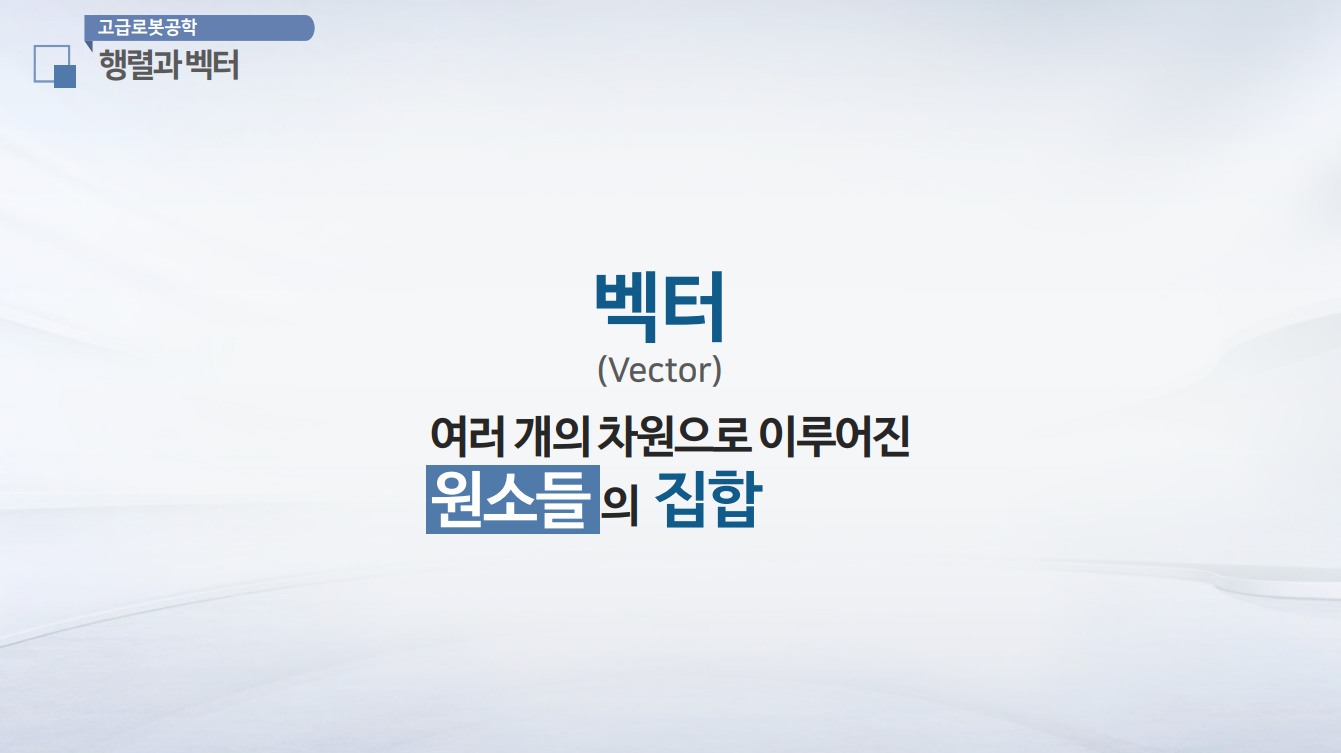 고급로봇공학
행렬과 벡터
벡터
(Vector)
여러 개의 차원으로 이루어진
원소들의 집합